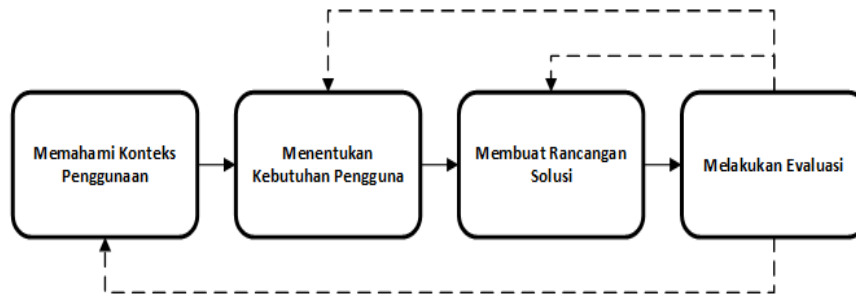 Memahami Konteks
Penggunaan
Menentukan
Kebutuhan Pengguna
Membuat Rancangan
Solusi
Melakukan Evaluasi